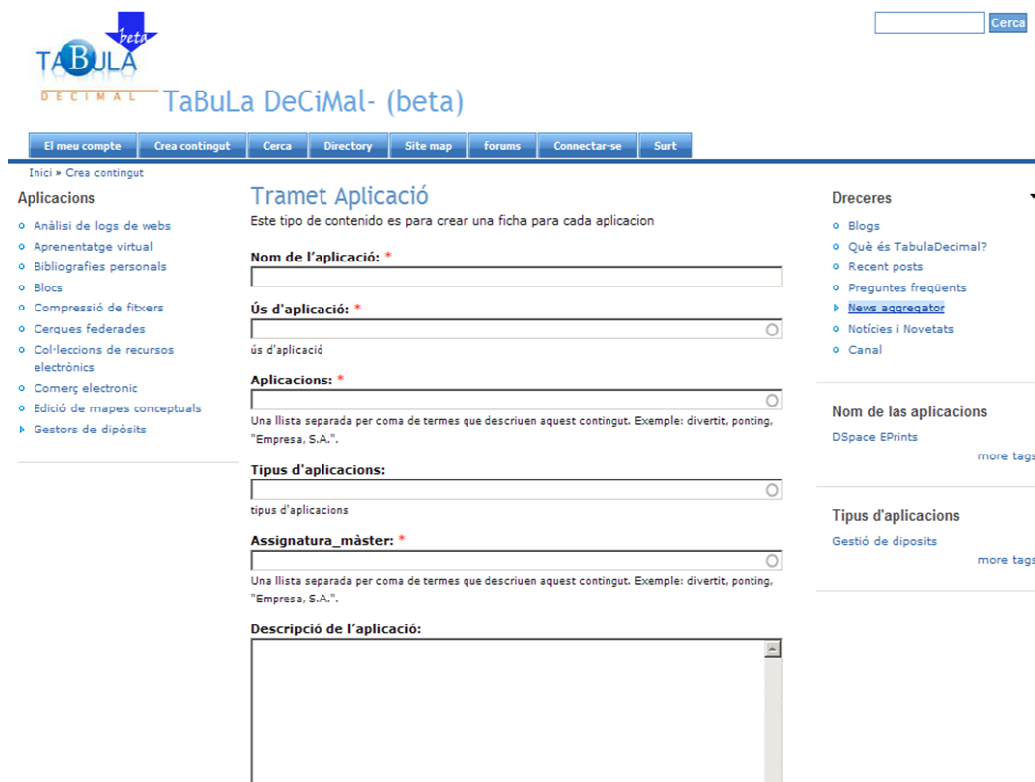 Cerca
beta
TABULA
DECIMAL
TaBuLa DeCiMal- (beta)
El meu compte
Crea contingut
Cerca
Directory
Site map
forums
Connectar-se
Surt
Inici » Crea contingut
Aplicacions
Anàlisi de logs de webs
Aprenentatge virtual
Bibliografies personals
Blocs
Compressió de fitxers
Cerques federades
Col·leccions de recursos
electrònics
Comerç electronic
Edició de mapes conceptuals
Gestors de dipòsits
Tramet Aplicació
Este tipo de contenido es para crear una ficha para cada aplicacion
Nom de l'aplicació: *
Ús d'aplicació: *
ús d'aplicació
Aplicacions: *
Una llista separada per coma de termes que descriuen aquest contingut. Exemple: divertit, ponting,
"Empresa, S.A.".
Tipus d'aplicacions:
tipus d'aplicacions
Assignatura_màster: *
Una llista separada per coma de termes que descriuen aquest contingut. Exemple: divertit, ponting,
"Empresa, S.A.".
Descripció de l'aplicació:
Dreceres
Blogs
Què és TabulaDecimal?
Recent posts
Preguntes freqüents
News aggregator
Notícies i Novetats
Canal
Nom de las aplicacions
DSpace EPrints
more tags
Tipus d'aplicacions
Gestió de diposits
more tags